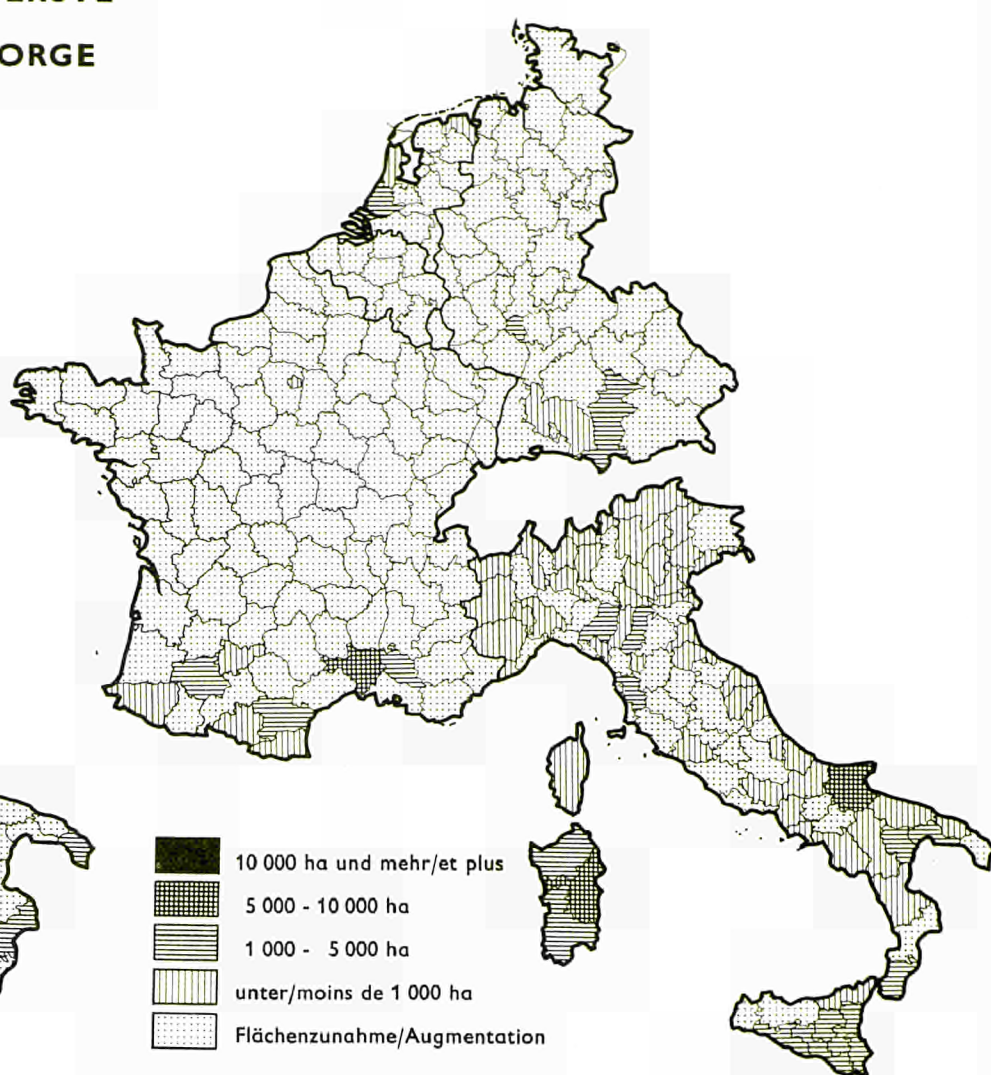 ORGE
10 000 ha und mehr/et plus
5 000 - 10 000 ha
1 000 - 5 000 ha
unter/moins de 1 000 ha
Flächenzunahme/Augmentation